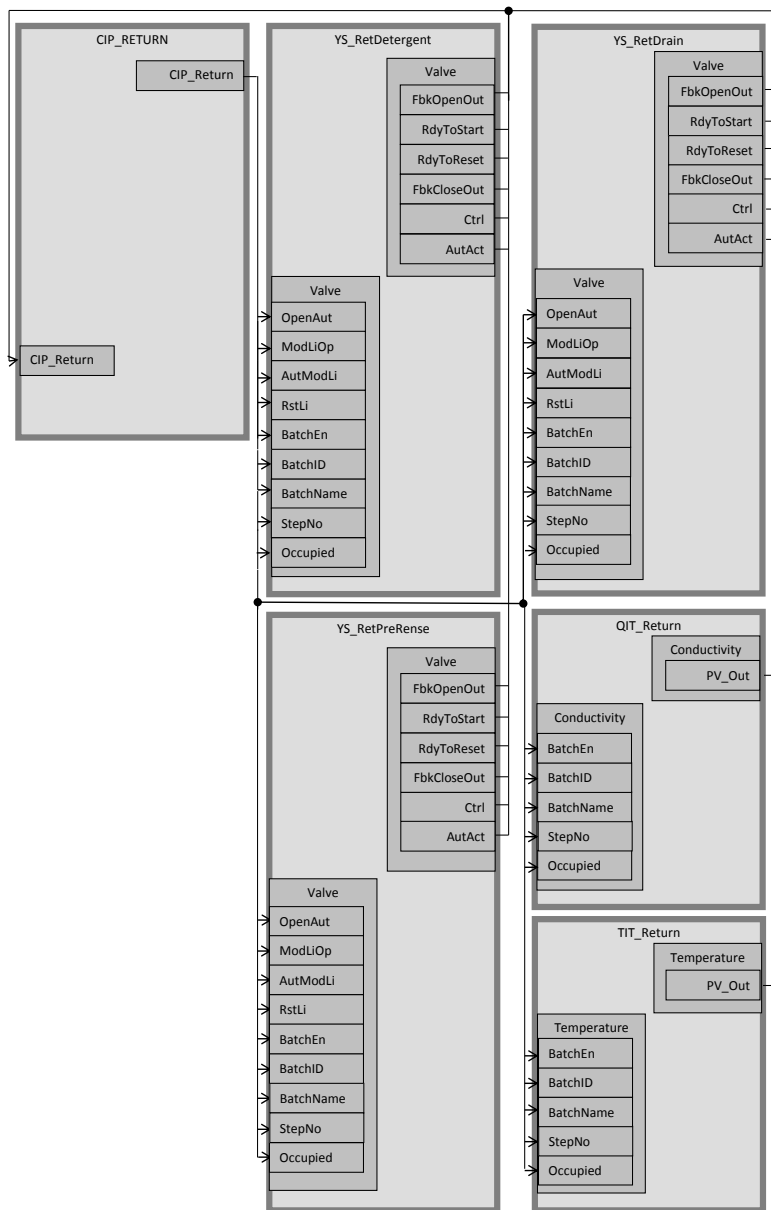 CIP_RETURN
CIP_Return
CIP_Return
YS_RetDetergent
Valve
FbkOpenOut
RdyToStart
RdyToReset
FbkCloseOut
Ctrl
AutAct
Valve
OpenAut
ModLiOp
AutModLi
RstLi
BatchEn
BatchID
BatchName
StepNo
Occupied
YS_RetDrain
Valve
FbkOpenOut
RdyToStart
RdyToReset
FbkCloseOut
Ctrl
AutAct
Valve
OpenAut
ModLiOp
AutModLi
RstLi
BatchEn
BatchID
BatchName
StepNo
Occupied
YS_RetPreRense
Valve
FbkOpenOut
RdyToStart
RdyToReset
FbkCloseOut
Ctrl
AutAct
Valve
OpenAut
ModLiOp
AutModLi
RstLi
BatchEn
BatchID
BatchName
StepNo
Occupied
QIT_Return
Conductivity
PV_Out
Conductivity
BatchEn
BatchID
BatchName
StepNo
Occupied
TIT_Return
Temperature
PV_Out
Temperature
BatchEn
BatchID
BatchName
StepNo
Occupied